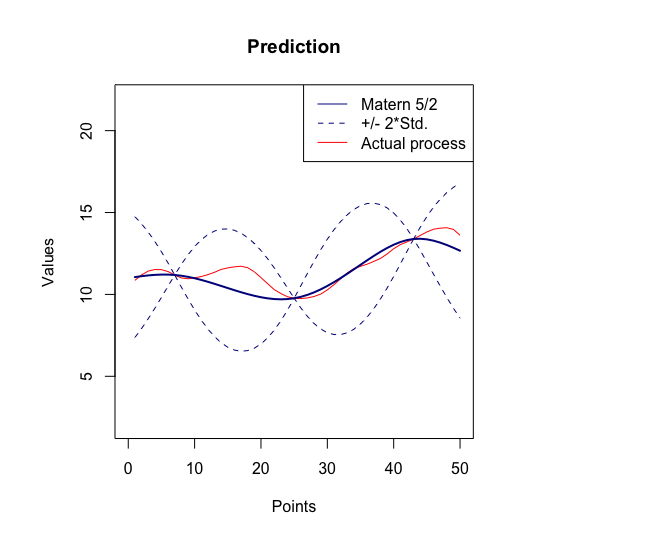 Prediction
Matern 5/2
+/- 2*Std.
Actual process
20
15
10
5
Values
0 10 20 30 40 50
Points